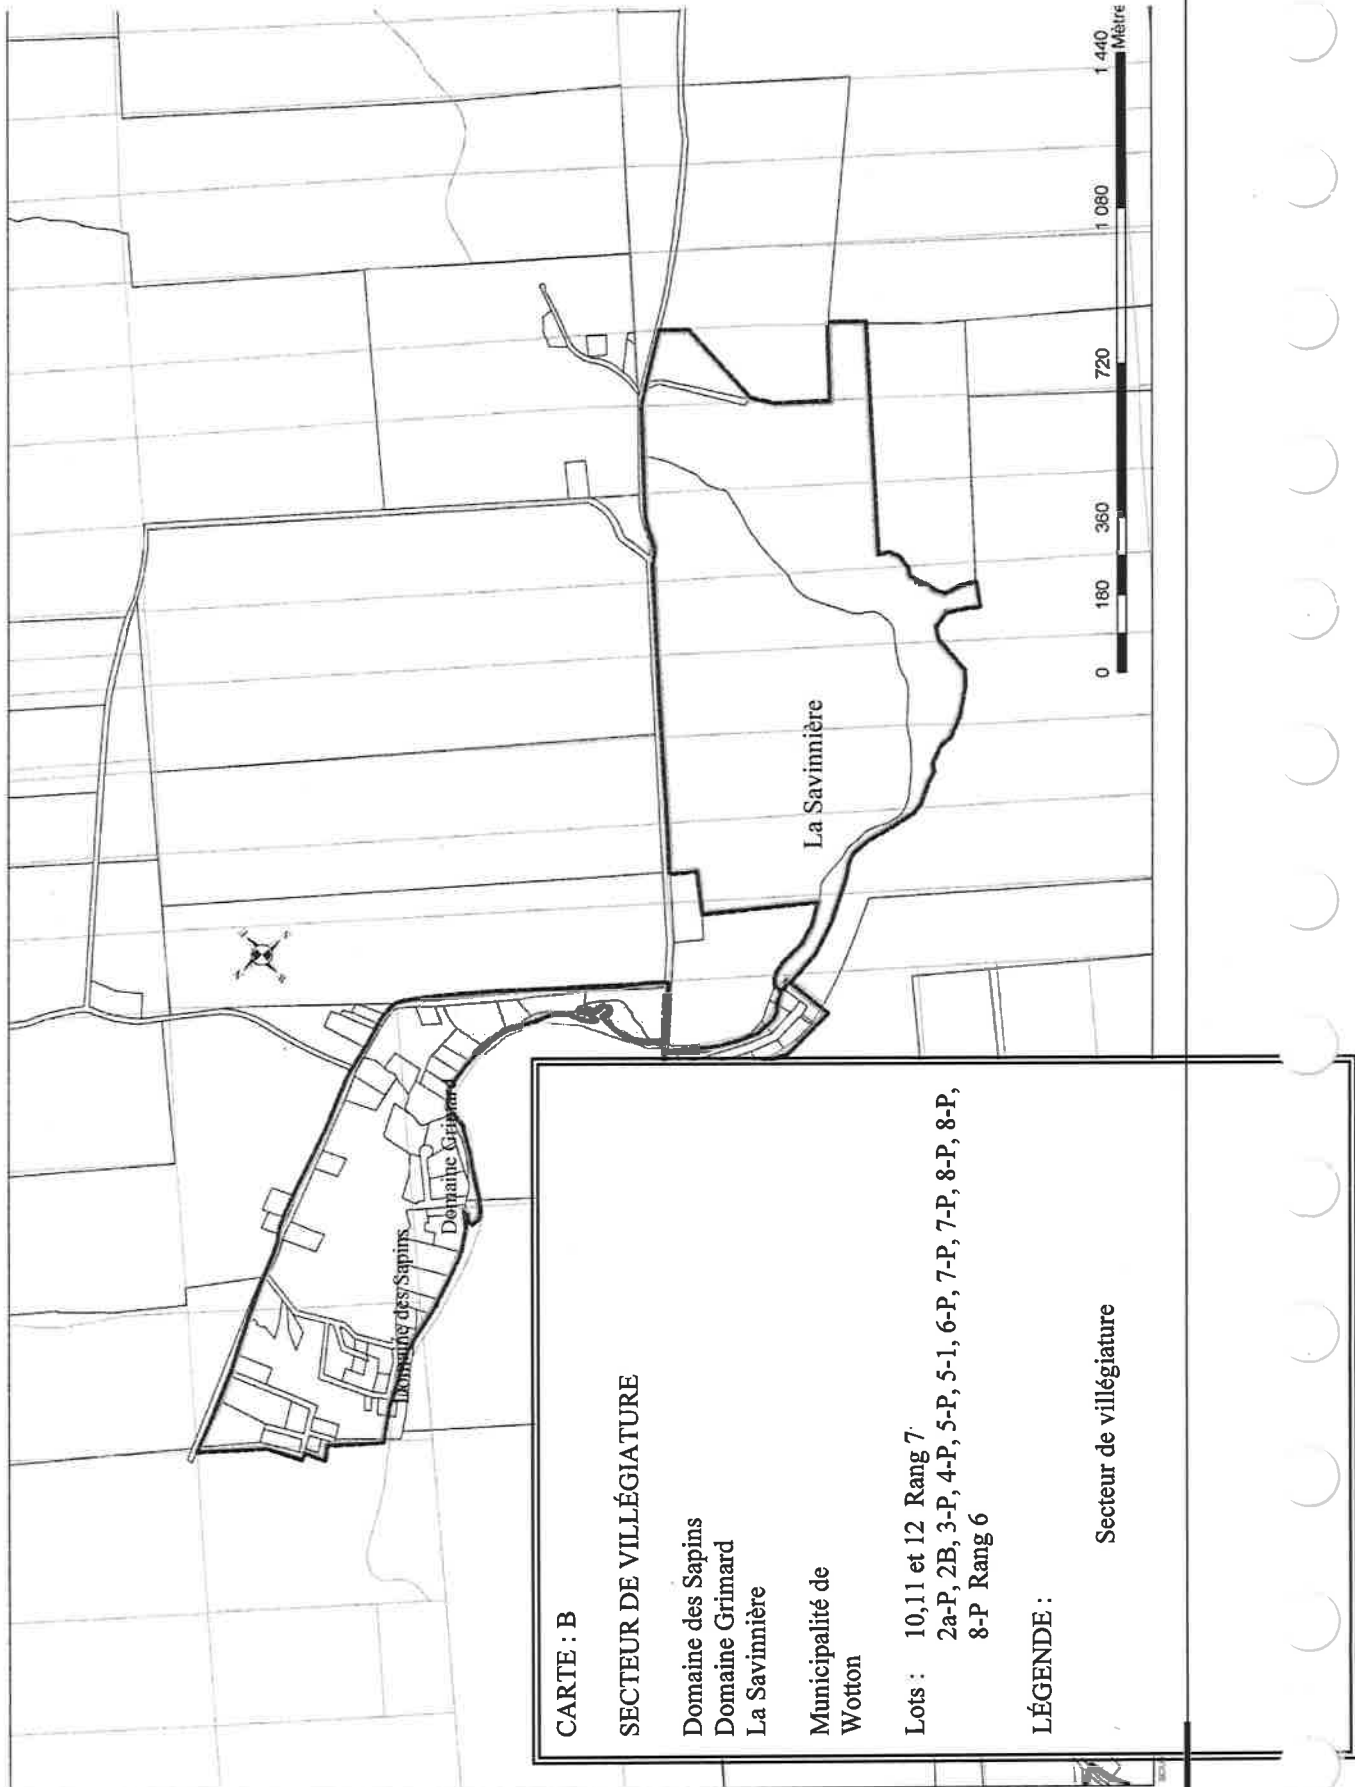 CARTE : B
SECTEUR DE VILLÉGIATURE
Domaine des Sapins
Domaine Grimard
La Savinnière
Municipalité de
Wotton
Lots : 10,11 et 12 Rang 7
2a-P, 2B, 3-P, 4-P, 5-P, 5-1, 6-P, 7-P, 7-P, 8-P, 8-P,
8-P Rang 6
LÉGENDE :
Secteur de villégiature
Domaine des Sapins
Domaine Grimard
La Savinnière
0 180 360 720 1 080 1 440
Mètre